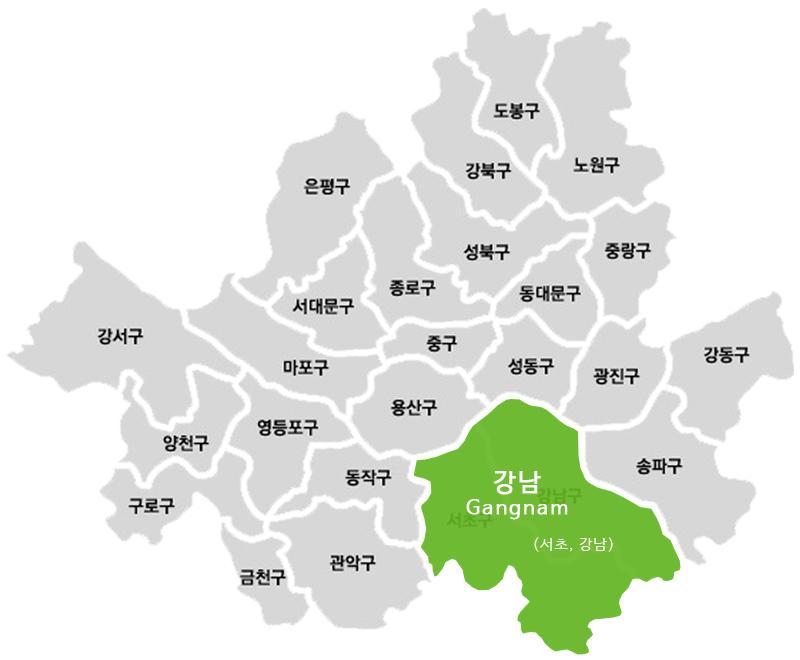 도봉구
강북구
노원구
은평구
성북구
중랑구
종로구
동대문구
서대문구
강서구
중구
강동구
마포구
성동구
광진구
용산구
영등포구
양천구
송파구
동작구
강남
강남구
Gangnam
구로구
서초구
(서초, 강남)
관악구
금천구